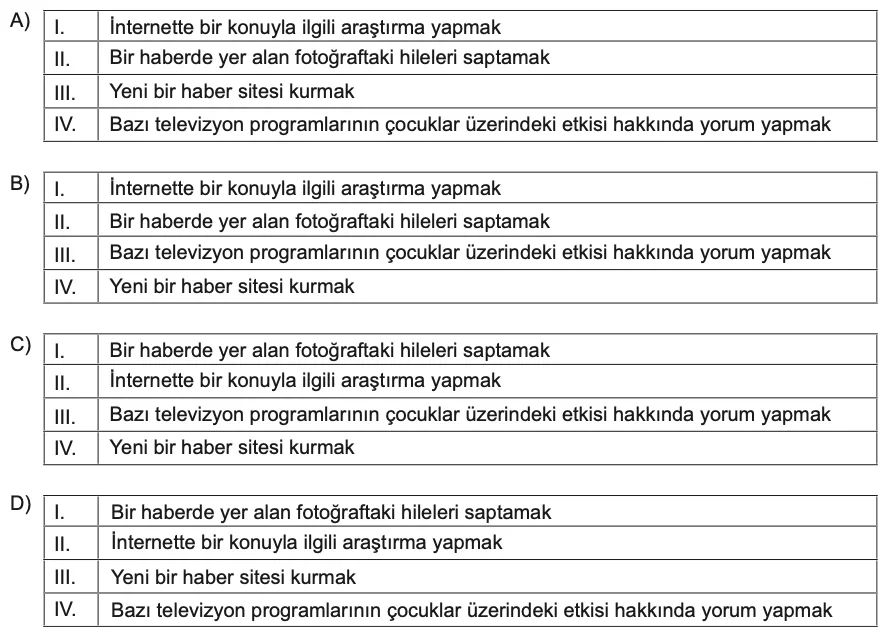 A)
I. İnternette bir konuyla ilgili araştırma yapmak
II. Bir haberde yer alan fotoğraftaki hileleri saptamak
III. Yeni bir haber sitesi kurmak
IV. Bazı televizyon programlarının çocuklar üzerindeki etkisi hakkında yorum yapmak
B)
I. İnternette bir konuyla ilgili araştırma yapmak
II. Bir haberde yer alan fotoğraftaki hileleri saptamak
III. Bazı televizyon programlarının çocuklar üzerindeki etkisi hakkında yorum yapmak
IV. Yeni bir haber sitesi kurmak
C)
I. Bir haberde yer alan fotoğraftaki hileleri saptamak
II. İnternette bir konuyla ilgili araştırma yapmak
III. Bazı televizyon programlarının çocuklar üzerindeki etkisi hakkında yorum yapmak
IV. Yeni bir haber sitesi kurmak
D)
I. Bir haberde yer alan fotoğraftaki hileleri saptamak
II. İnternette bir konuyla ilgili araştırma yapmak
III. Yeni bir haber sitesi kurmak
IV. Bazı televizyon programlarının çocuklar üzerindeki etkisi hakkında yorum yapmak